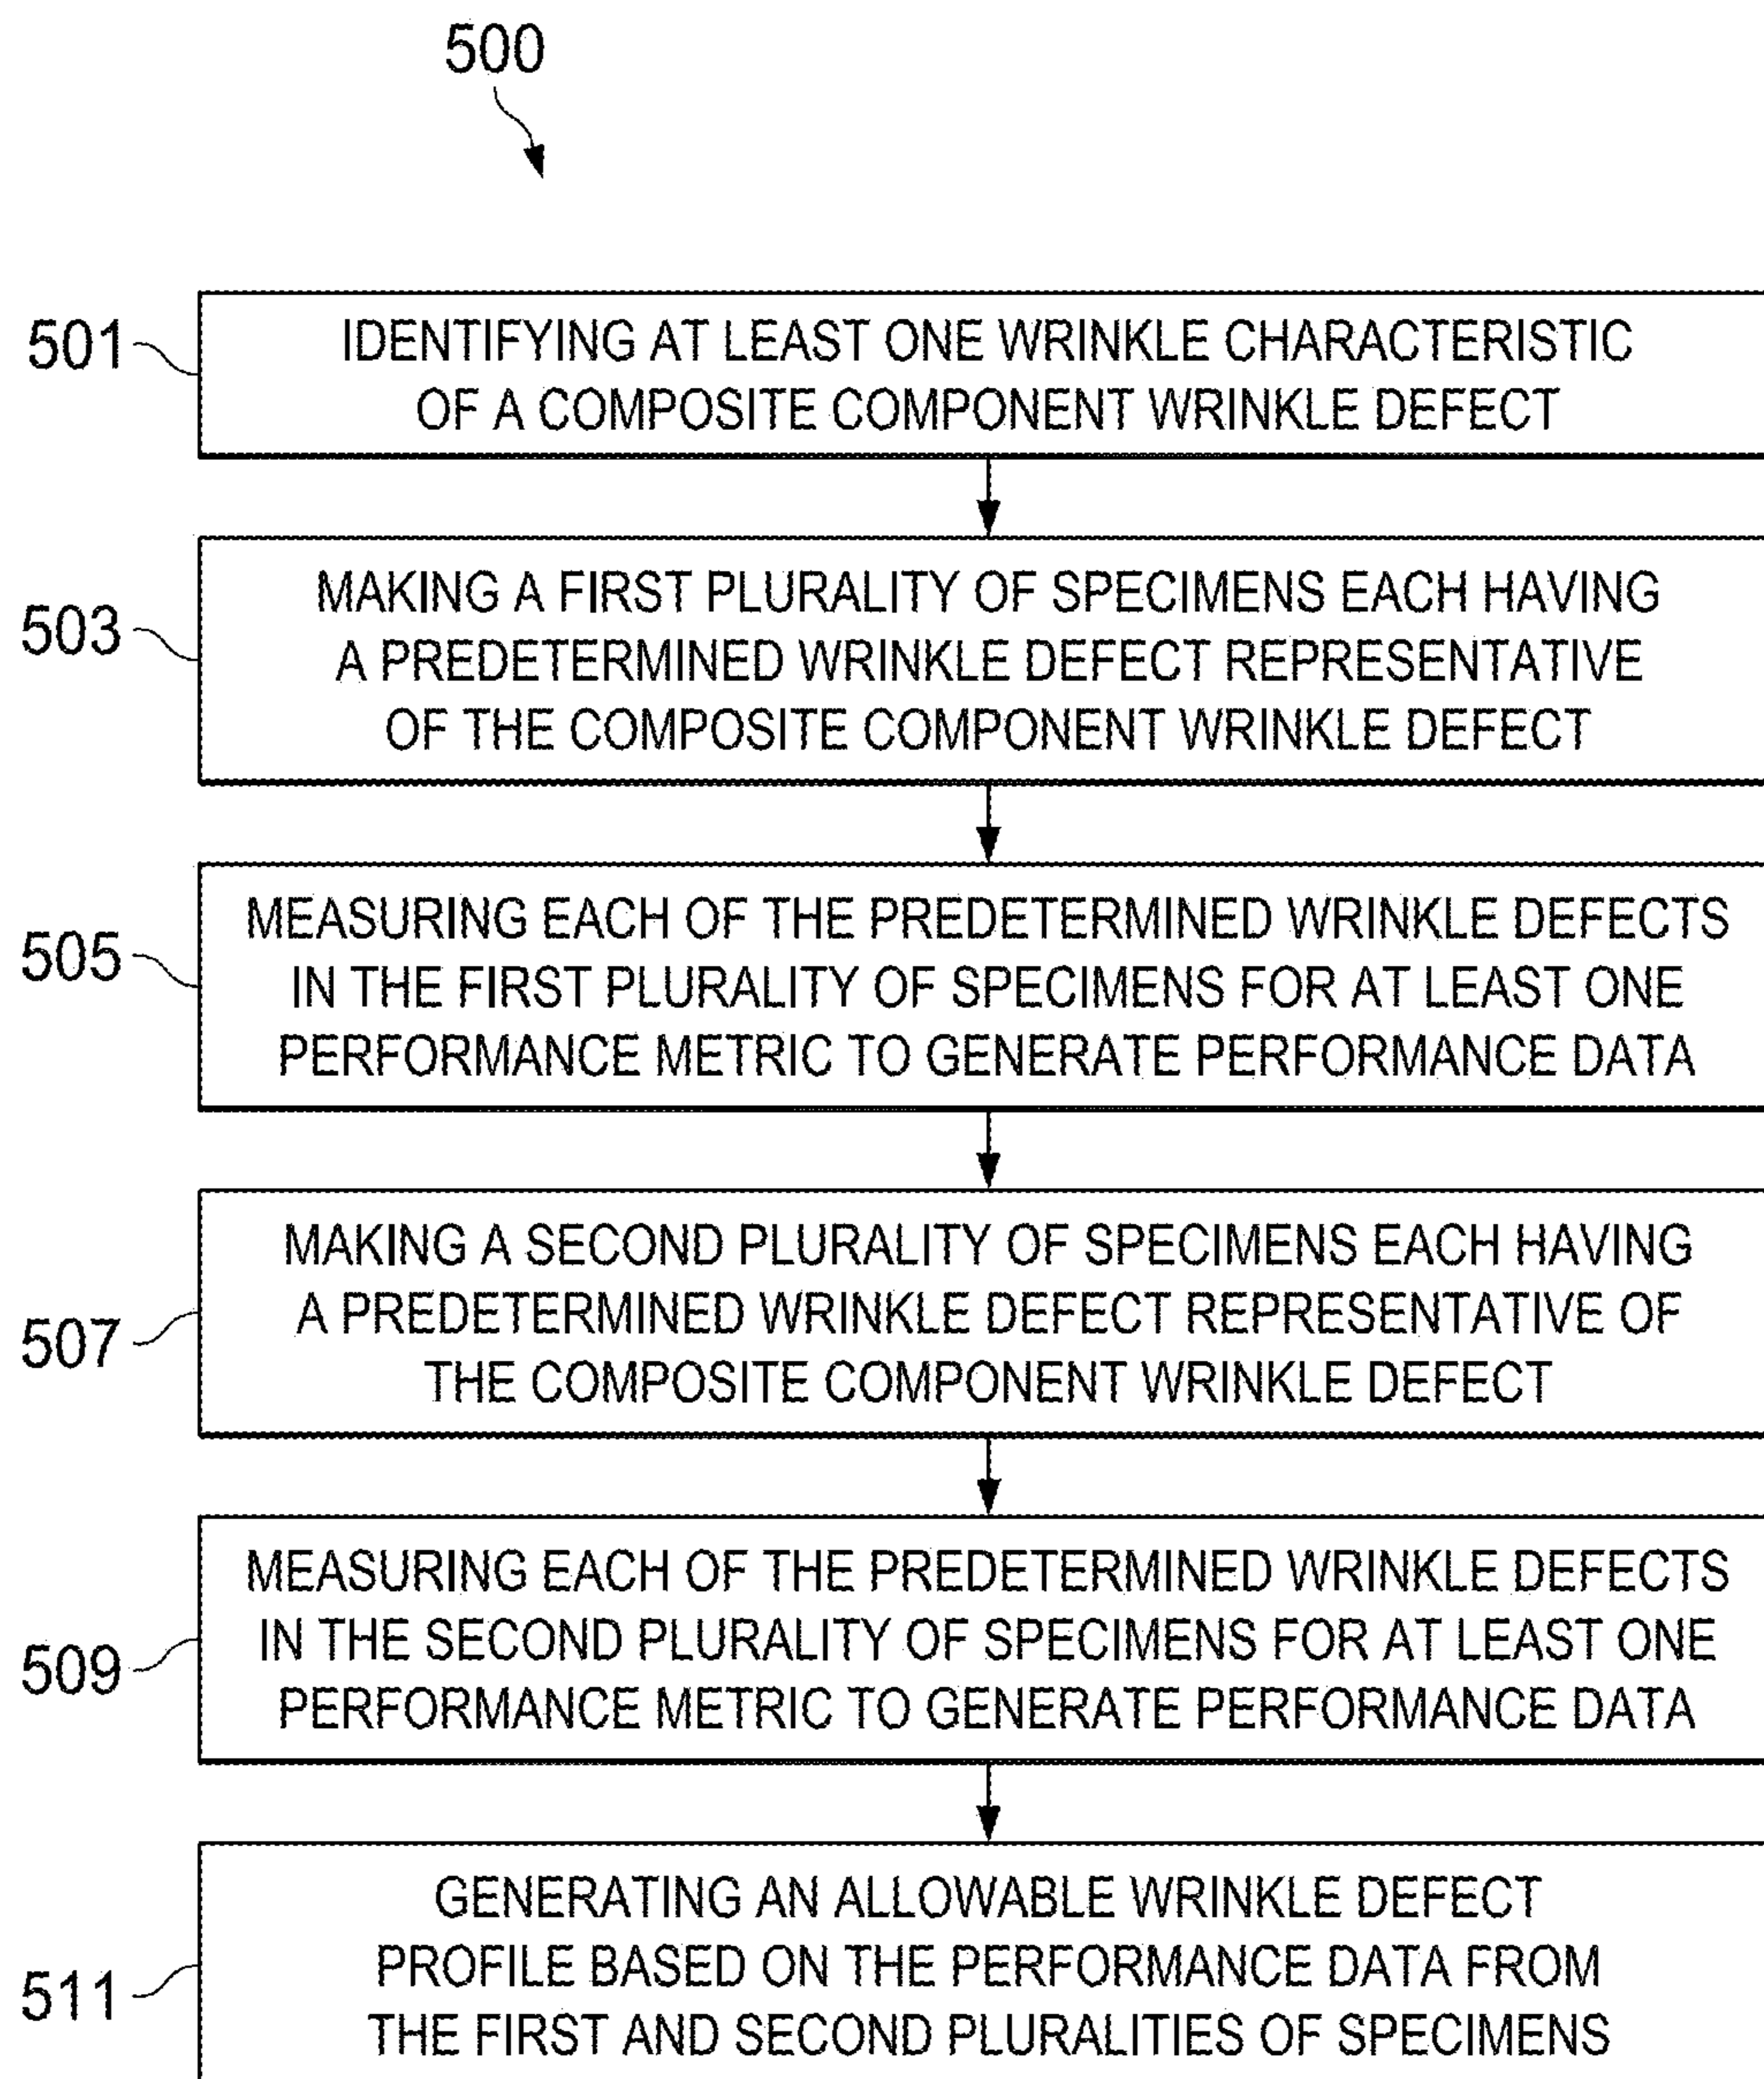 500
501
IDENTIFYING AT LEAST ONE WRINKLE CHARACTERISTIC
OF A COMPOSITE COMPONENT WRINKLE DEFECT
503
MAKING A FIRST PLURALITY OF SPECIMENS EACH HAVING
A PREDETERMINED WRINKLE DEFECT REPRESENTATIVE
OF THE COMPOSITE COMPONENT WRINKLE DEFECT
505
MEASURING EACH OF THE PREDETERMINED WRINKLE DEFECTS
IN THE FIRST PLURALITY OF SPECIMENS FOR AT LEAST ONE
PERFORMANCE METRIC TO GENERATE PERFORMANCE DATA
507
MAKING A SECOND PLURALITY OF SPECIMENS EACH HAVING
A PREDETERMINED WRINKLE DEFECT REPRESENTATIVE OF
THE COMPOSITE COMPONENT WRINKLE DEFECT
509
MEASURING EACH OF THE PREDETERMINED WRINKLE DEFECTS
IN THE SECOND PLURALITY OF SPECIMENS FOR AT LEAST ONE
PERFORMANCE METRIC TO GENERATE PERFORMANCE DATA
511
GENERATING AN ALLOWABLE WRINKLE DEFECT
PROFILE BASED ON THE PERFORMANCE DATA FROM
THE FIRST AND SECOND PLURALITIES OF SPECIMENS